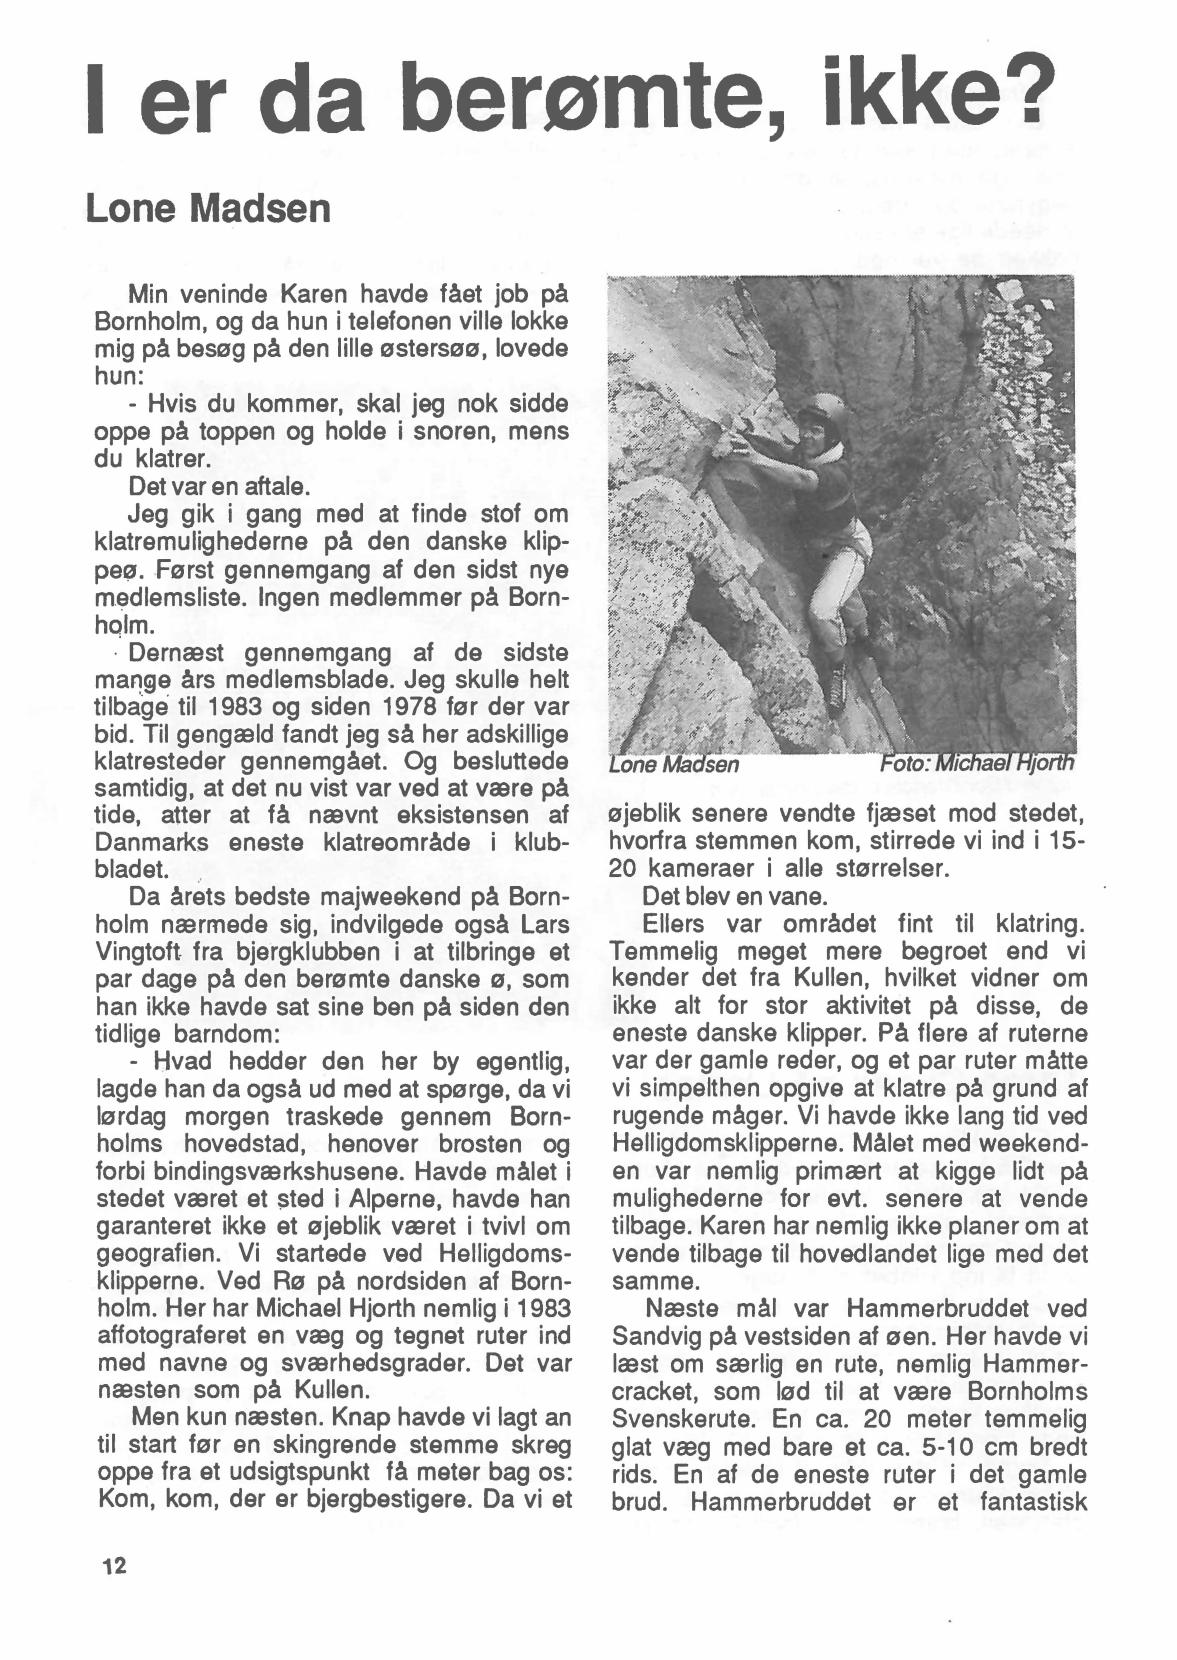 I er da berømte, ikke?
Lone Madsen
Min veninde Karen havde fået job på
Bornholm, og da hun i telefonen ville lokke
mig på besøg på den lille østersøø, lovede
hun:
- Hvis du kommer, skal jeg nok sidde
oppe på toppen og holde i snoren, mens
du klatrer.
Det var en aftale.
Jeg gik i gang med at finde stof om
klatremulighederne på den danske klip-
peø. Først gennemgang af den sidst nye
medlemsliste. Ingen medlemmer på Born-
holm.
Dernæst gennemgang af de sidste
mange års medlemsblade. Jeg skulle helt
tilbage til 1983 og siden 1978 før der var
bid. Til gengæld fandt jeg så her adskillige
klatresteder gennemgået. Og besluttede
samtidig, at det nu vist var ved at være på
tide, atter at få nævnt eksistensen af
Danmarks eneste klatreområde i klub-
bladet.
Da årets bedste majweekend på Born-
holm nærmede sig, indvilgede også Lars
Vingtoft fra bjergklubben i at tilbringe et
par dage på den berømte danske ø, som
han ikke havde sat sine ben på siden den
tidlige barndom:
- Hvad hedder den her by egentlig,
lagde han da også ud med at spørge, da vi
lørdag morgen traskede gennem Born-
holms hovedstad, henover brosten og
forbi bindingsværkshusene. Havde målet i
stedet været et sted i Alperne, havde han
garanteret ikke et øjeblik været i tvivl om
geografien. Vi startede ved Helligdoms-
klipperne. Ved Rø på nordsiden af Born-
holm. Her har Michael Hjorth nemlig i 1983
affotograferet en væg og tegnet ruter ind
med navne og sværhedsgrader. Det var
næsten som på Kullen.
Men kun næsten. Knap havde vi lagt an
til start før en skingrende stemme skreg
oppe fra et udsigtspunkt få meter bag os:
Kom, kom, der er bjergbestigere. Da vi et
Lone Madsen Foto: Michael Hjorth
øjeblik senere vendte fjæset mod stedet,
hvorfra stemmen kom, stirrede vi ind i 15-
20 kameraer i alle størrelser.
Det blev en vane.
Ellers var området fint til klatring.
Temmelig meget mere begroet end vi
kender det fra Kullen, hvilket vidner om
ikke alt for stor aktivitet på disse, de
eneste danske klipper. På flere af ruterne
var der gamle reder, og et par ruter måtte
vi simpelthen opgive at klatre på grund af
rugende måger. Vi havde ikke lang tid ved
Helligdomsklipperne. Målet med weekend-
en var nemlig primært at kigge lidt på
mulighederne for evt. senere at vende
tilbage. Karen har nemlig ikke planer om at
vende tilbage til hovedlandet lige med det
samme.
Næste mål var Hammerbruddet ved
Sandvig på vestsiden af øen. Her havde vi
læst om særlig en rute, nemlig Hammer-
cracket, som lød til at være Bornholms
Svenskerute. En ca. 20 meter temmelig
glat væg med bare et ca. 5-10 cm bredt
rids. En af de eneste ruter i det gamle
brud. Hammerbruddet er et fantastisk
12